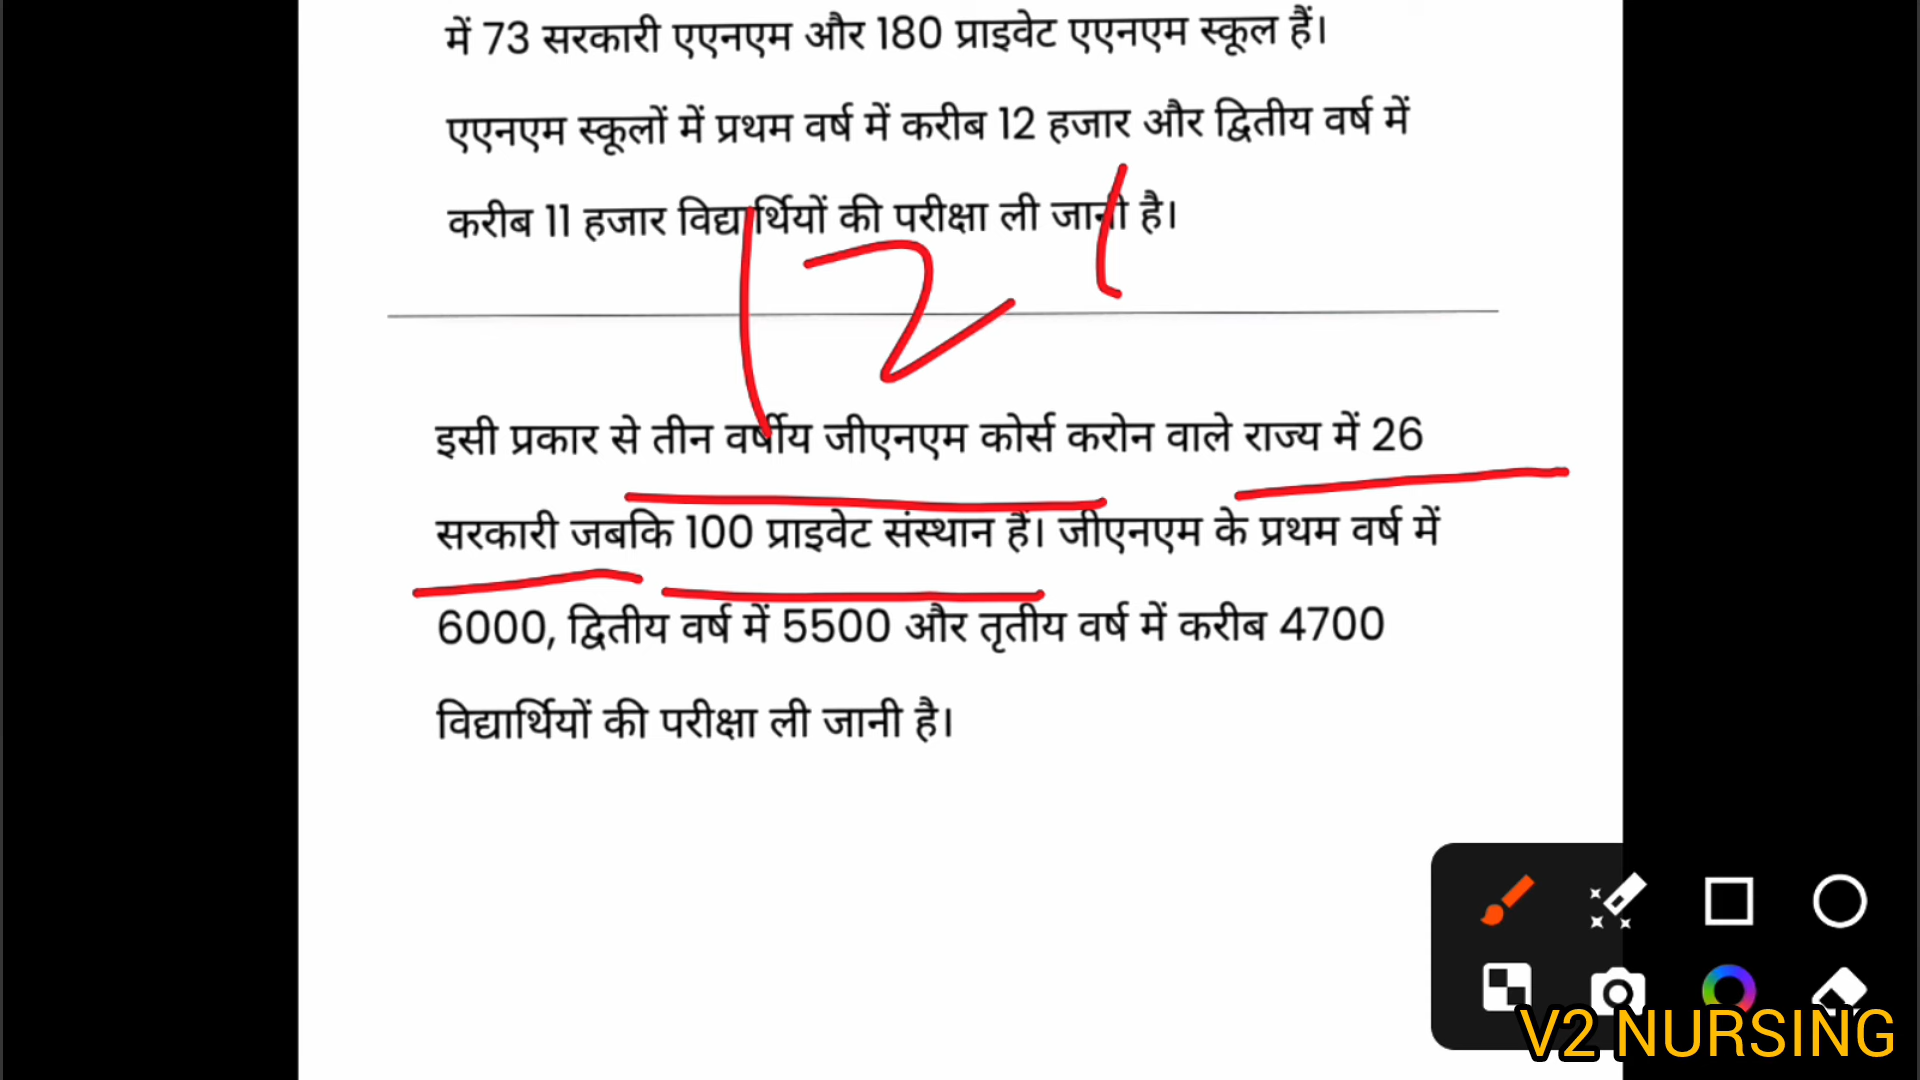 में 73 सरकारी एएनएम और 180 प्राइवेट एएनएम स्कूल हैं।
एएनएम स्कूलों में प्रथम वर्ष में करीब 12 हजार और द्वितीय वर्ष में
करीब 11 हजार विद्यार्थियों की परीक्षा ली जानी है।
12 1
इसी प्रकार से तीन वर्षीय जीएनएम कोर्स करोन वाले राज्य में 26
सरकारी जबकि 100 प्राइवेट संस्थान हैं। जीएनएम के प्रथम वर्ष में
6000, द्वितीय वर्ष में 5500 और तृतीय वर्ष में करीब 4700
विद्यार्थियों की परीक्षा ली जानी है।
V2 NURSING